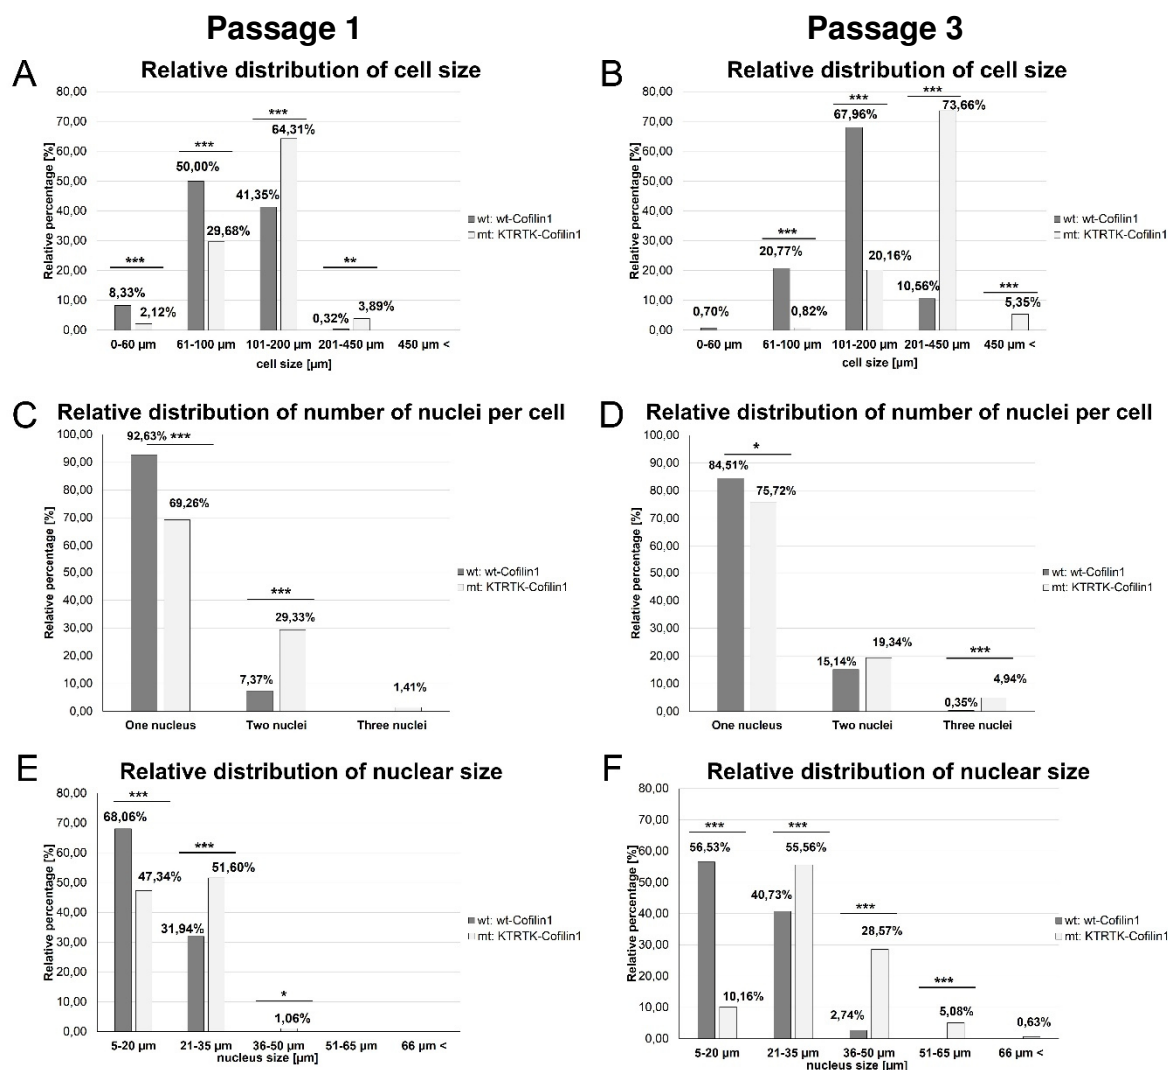 Passage 1
Passage 3
A
Relative distribution of cell size
Relative percentage [%]
80,00
70,00
60,00
50,00
40,00
30,00
20,00
10,00
0,00
***
8,33%
2,12%
***
50,00%
29,68%
***
41,35%
64,31%
**
0,32%
3,89%
0-60 µm
61-100 µm
101-200 µm
201-450 µm
450 µm <
cell size [µm]
wt: wt-Cofilin1
mt: KTRTK-Cofilin1
B
Relative distribution of cell size
Relative percentage [%]
80,00
70,00
60,00
50,00
40,00
30,00
20,00
10,00
0,00
0,70%
***
20,77%
0,82%
***
67,96%
20,16%
***
10,56%
73,66%
***
5,35%
0-60 µm
61-100 µm
101-200 µm
201-450 µm
450 µm <
cell size [µm]
wt: wt-Cofilin1
mt: KTRTK-Cofilin1
C
Relative distribution of number of nuclei per cell
Relative percentage [%]
100,00
90,00
80,00
70,00
60,00
50,00
40,00
30,00
20,00
10,00
0,00
92,63%
***
69,26%
***
7,37%
29,33%
1,41%
One nucleus
Two nuclei
Three nuclei
wt: wt-Cofilin1
mt: KTRTK-Cofilin1
D
Relative distribution of number of nuclei per cell
Relative percentage [%]
100,00
90,00
80,00
70,00
60,00
50,00
40,00
30,00
20,00
10,00
0,00
*
84,51%
75,72%
15,14%
19,34%
***
0,35%
4,94%
One nucleus
Two nuclei
Three nuclei
wt: wt-Cofilin1
mt: KTRTK-Cofilin1
E
Relative distribution of nuclear size
Relative percentage [%]
80,00
70,00
60,00
50,00
40,00
30,00
20,00
10,00
0,00
***
68,06%
47,34%
***
31,94%
51,60%
*
1,06%
5-20 µm
21-35 µm
36-50 µm
51-65 µm
66 µm <
nucleus size [µm]
wt: wt-Cofilin1
mt: KTRTK-Cofilin1
F
Relative distribution of nuclear size
Relative percentage [%]
80,00
70,00
60,00
50,00
40,00
30,00
20,00
10,00
0,00
***
56,53%
10,16%
***
40,73%
55,56%
***
2,74%
28,57%
***
5,08%
0,63%
5-20 µm
21-35 µm
36-50 µm
51-65 µm
66 µm <
nucleus size [µm]
wt: wt-Cofilin1
mt: KTRTK-Cofilin1